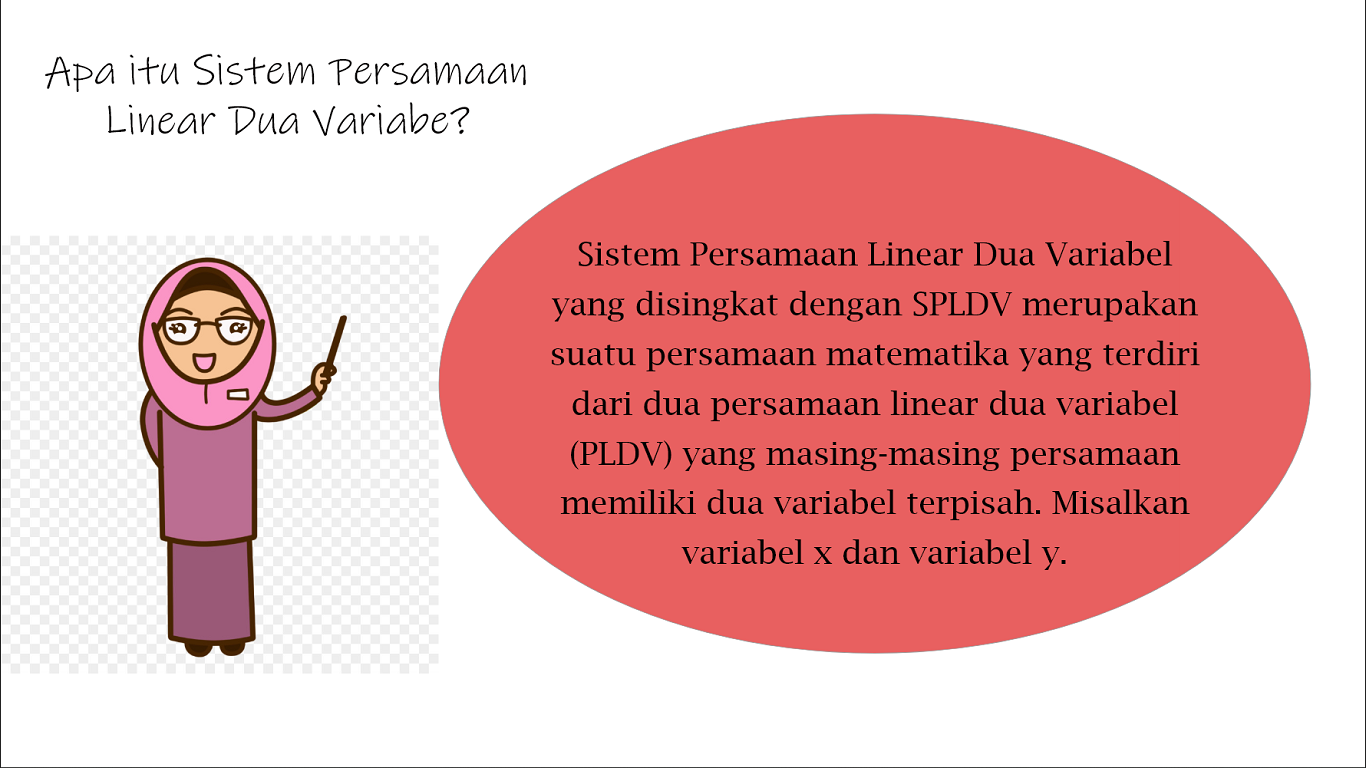 Apa itu Sistem Persamaan
Linear Dua Variabe?
Sistem Persamaan Linear Dua Variabel
yang disingkat dengan SPLDV merupakan
suatu persamaan matematika yang terdiri
dari dua persamaan linear dua variabel
(PLDV) yang masing-masing persamaan
memiliki dua variabel terpisah. Misalkan
variabel x dan variabel y.